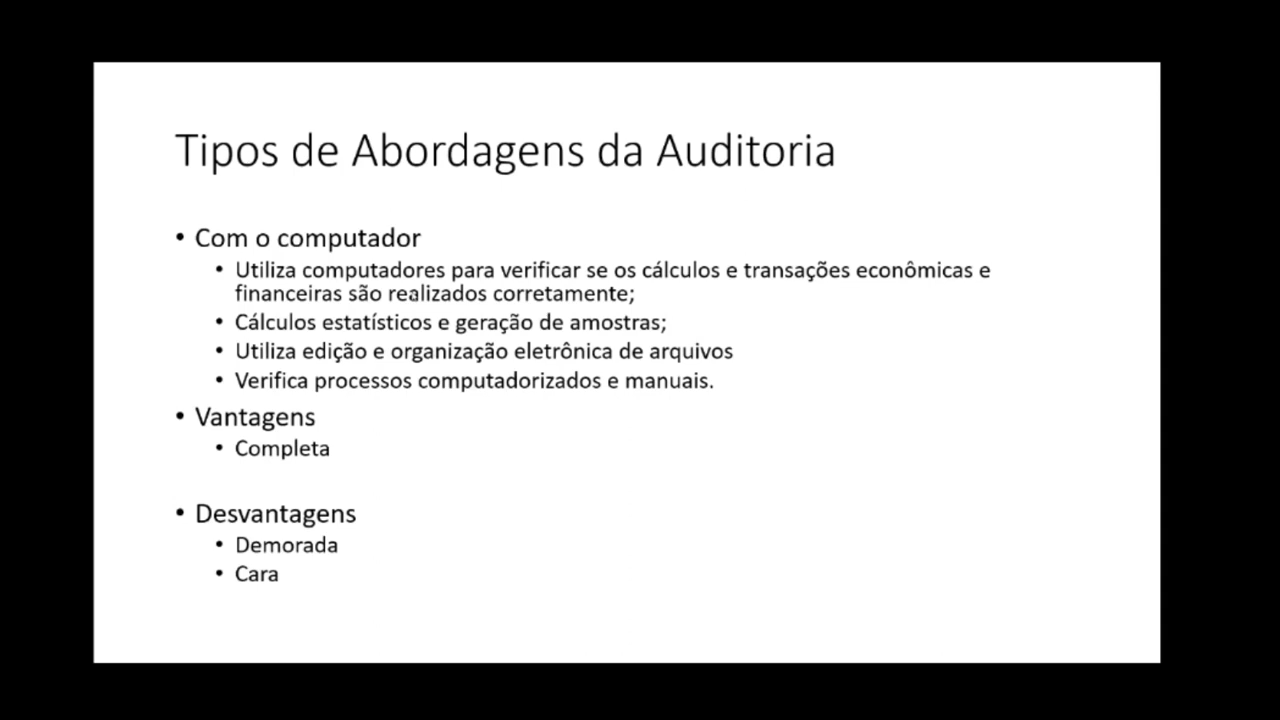 Tipos de Abordagens da Auditoria
• Com o computador
• Utiliza computadores para verificar se os cálculos e transações econômicas e
financeiras são realizados corretamente;
• Cálculos estatísticos e geração de amostras;
• Utiliza edição e organização eletrônica de arquivos
• Verifica processos computadorizados e manuais.
• Vantagens
• Completa
• Desvantagens
• Demorada
• Cara